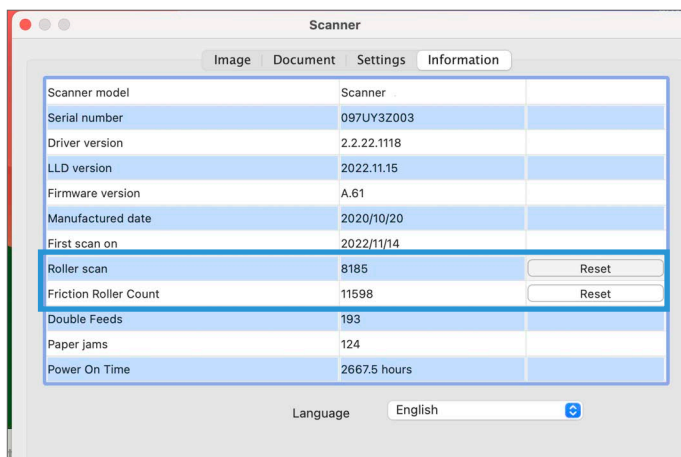 Scanner
Image Document Settings Information
Scanner model Scanner
Serial number 097UY3Z003
Driver version 2.2.22.1118
LLD version 2022.11.15
Firmware version A.61
Manufactured date 2020/10/20
First scan on 2022/11/14
Roller scan 8185 Reset
Friction Roller Count 11598 Reset
Double Feeds 193
Paper jams 124
Power On Time 2667.5 hours
Language English